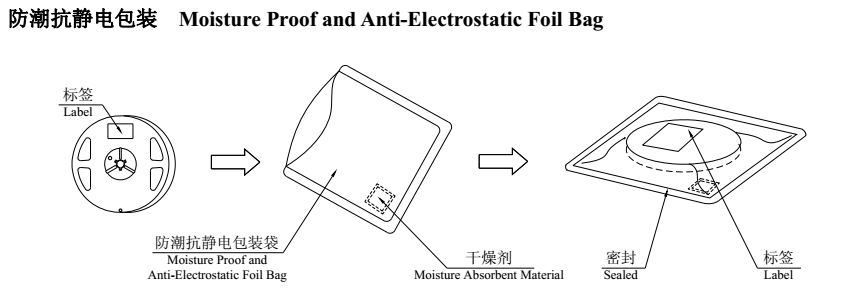 防潮抗静电包装 Moisture Proof and Anti-Electrostatic Foil Bag
标签
Label
防潮抗静电包装袋
Moisture Proof and
Anti-Electrostatic Foil Bag
干燥剂
Moisture Absorbent Material
密封
Sealed
标签
Label